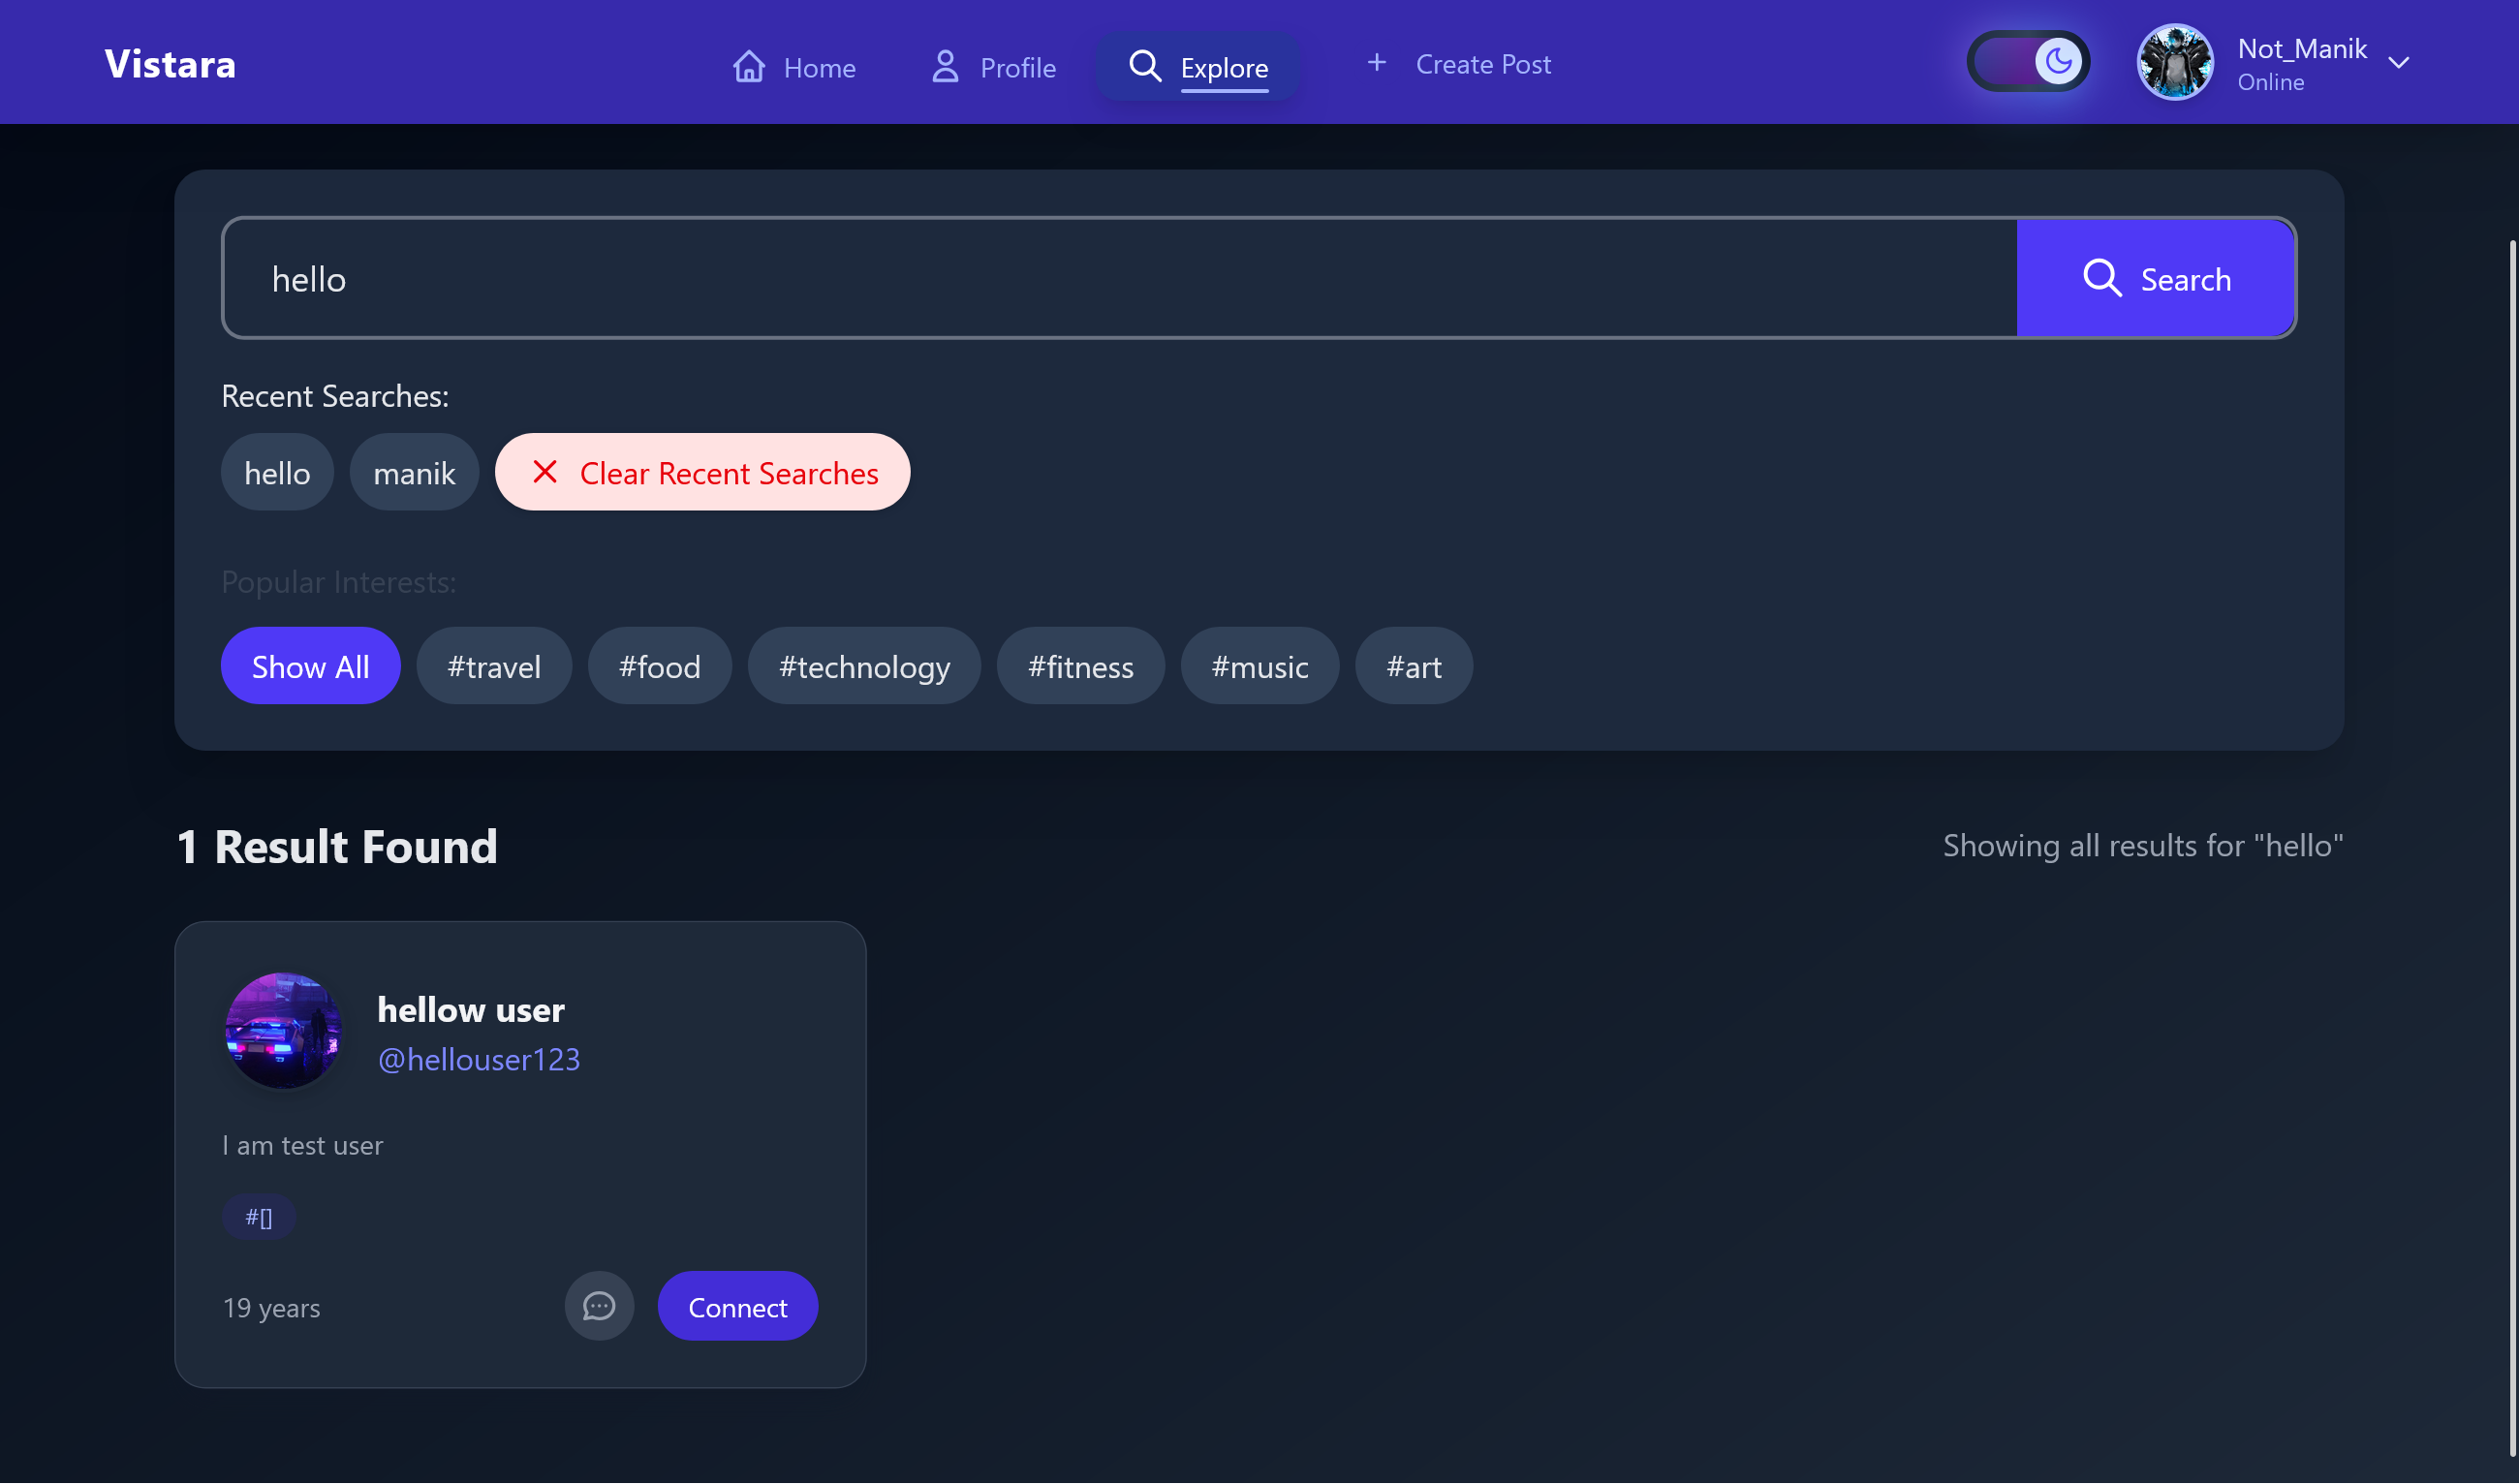 Vistara
Home
Profile
Explore
+ Create Post
Not_Manik
Online
hello
Search
Recent Searches:
hello
manik
Clear Recent Searches
Popular Interests:
Show All
#travel
#food
#technology
#fitness
#music
#art
1 Result Found
Showing all results for "hello"
hellow user
@hellouser123
I am test user
#[]
19 years
Connect